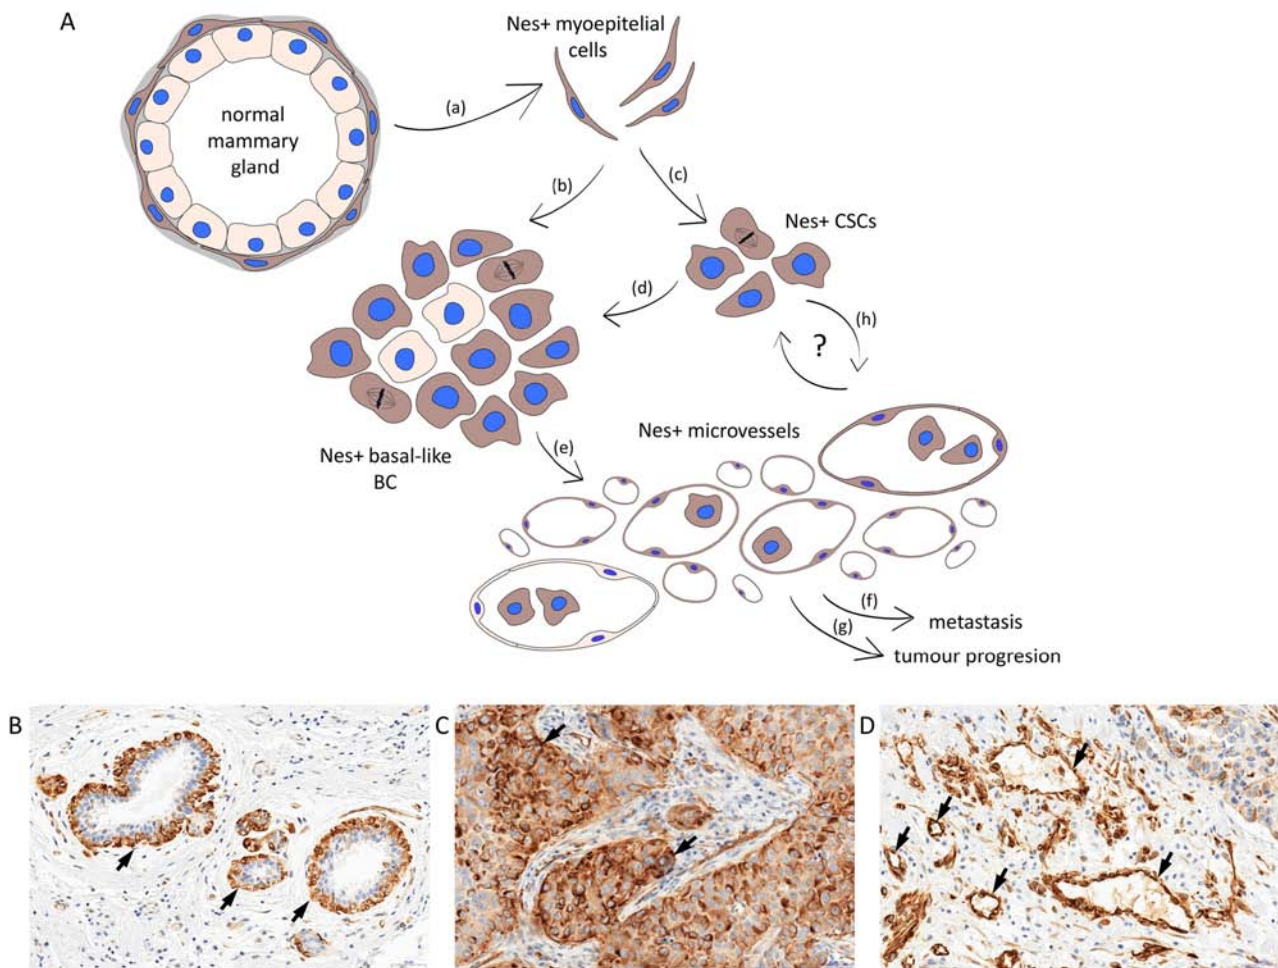 A
Nes+ myoepitelial
cells
normal
mammary
gland
(a)
(b)
(c)
Nes+ CSCs
(d)
(h)
?
Nes+ microvessels
Nes+ basal-like
BC
(e)
(f)
metastasis
(g)
tumour progresion
B
C
D